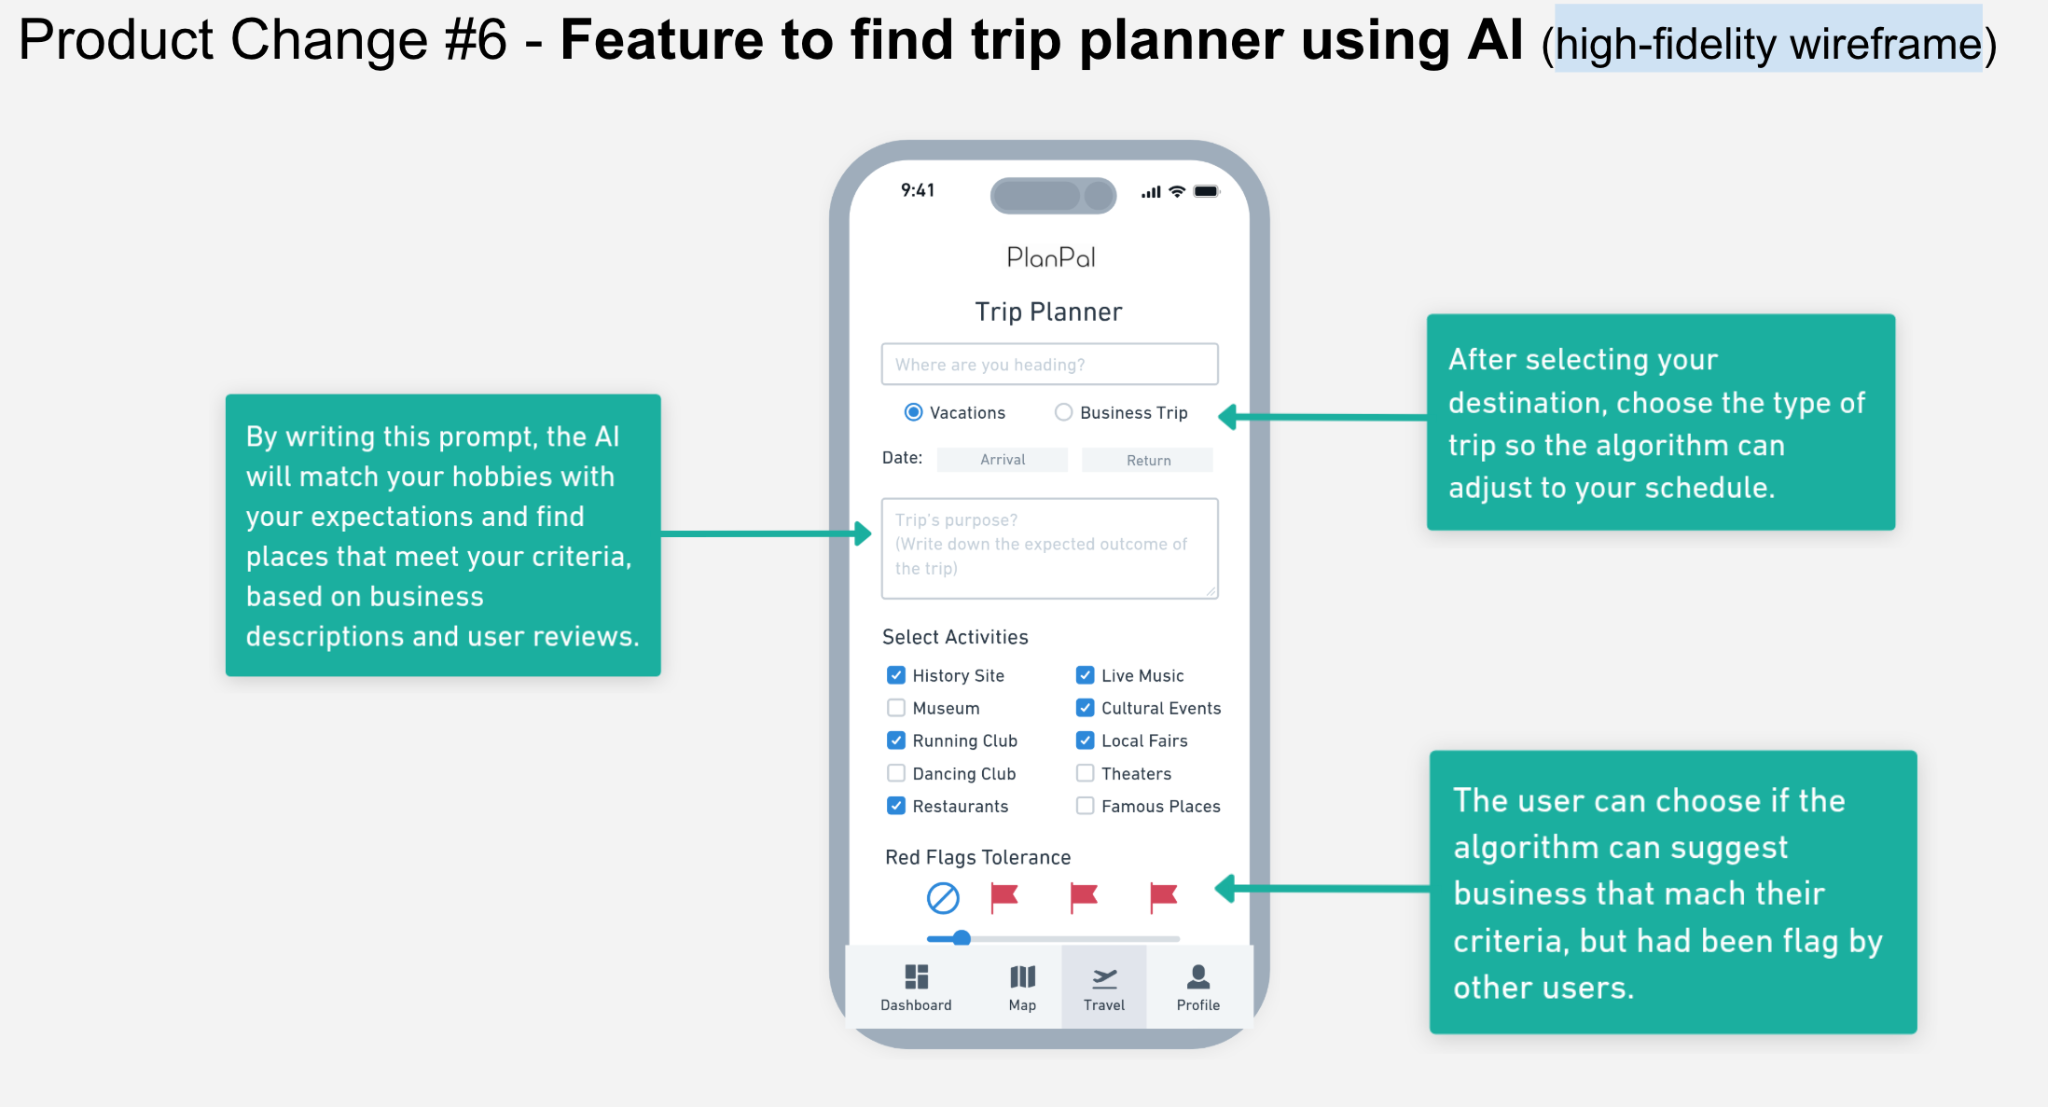 Product Change #6 - Feature to find trip planner using AI (high-fidelity wireframe)
9:41
PlanPal
Trip Planner
Where are you heading?
Vacations Business Trip
Date: Arrival Return
Trip's purpose?
(Write down the expected outcome of
the trip)
Select Activities
History Site Live Music
Museum Cultural Events
Running Club Local Fairs
Dancing Club Theaters
Restaurants Famous Places
Red Flags Tolerance
Dashboard Map Travel Profile
By writing this prompt, the AI
will match your hobbies with
your expectations and find
places that meet your criteria,
based on business
descriptions and user reviews.
After selecting your
destination, choose the type of
trip so the algorithm can
adjust to your schedule.
The user can choose if the
algorithm can suggest
business that mach their
criteria, but had been flag by
other users.